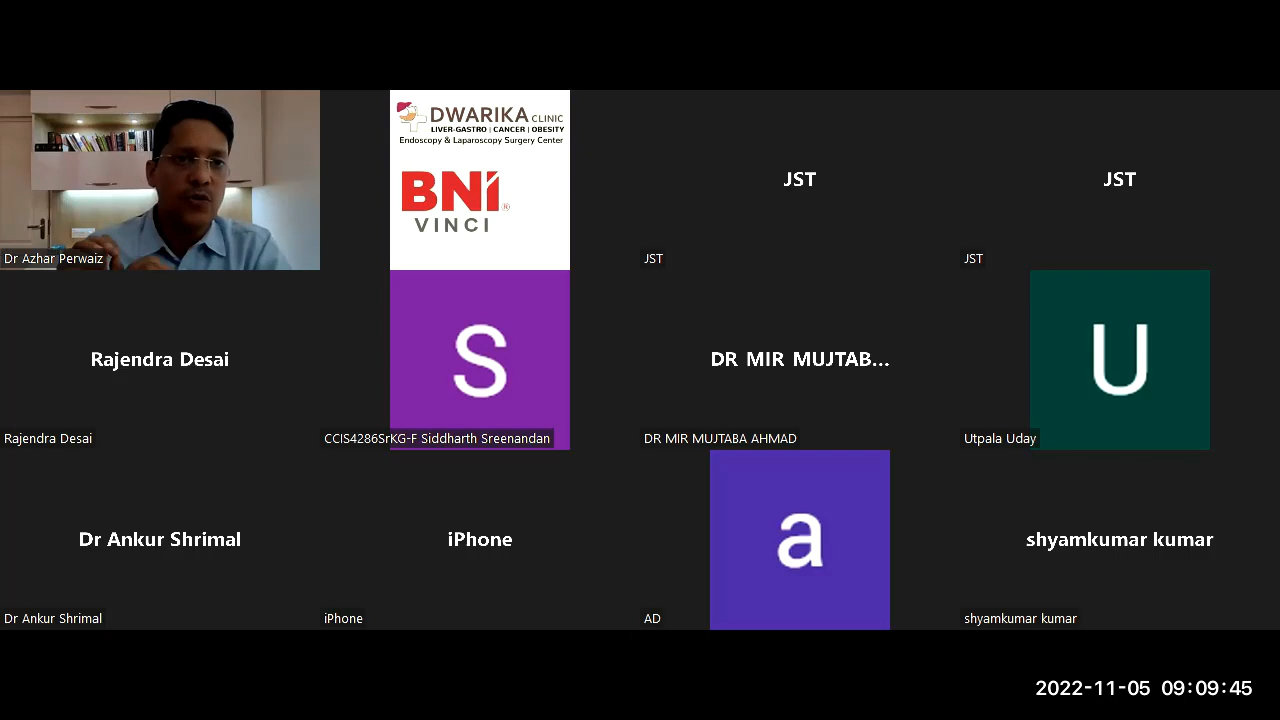 Dr Azhar Perwaiz
DWARIKA CLINIC
LIVER-GASTRO | CANCER | OBESITY
Endoscopy & Laparoscopy Surgery Center
BNI ®
VINCI
JST
JST
JST
JST
Rajendra Desai
Rajendra Desai
S
CCIS4286SrKG-F Siddharth Sreenandan
DR MIR MUJTAB...
DR MIR MUJTABA AHMAD
U
Utpala Uday
Dr Ankur Shrimal
Dr Ankur Shrimal
iPhone
iPhone
a
AD
shyamkumar kumar
shyamkumar kumar
2022-11-05 09:09:45